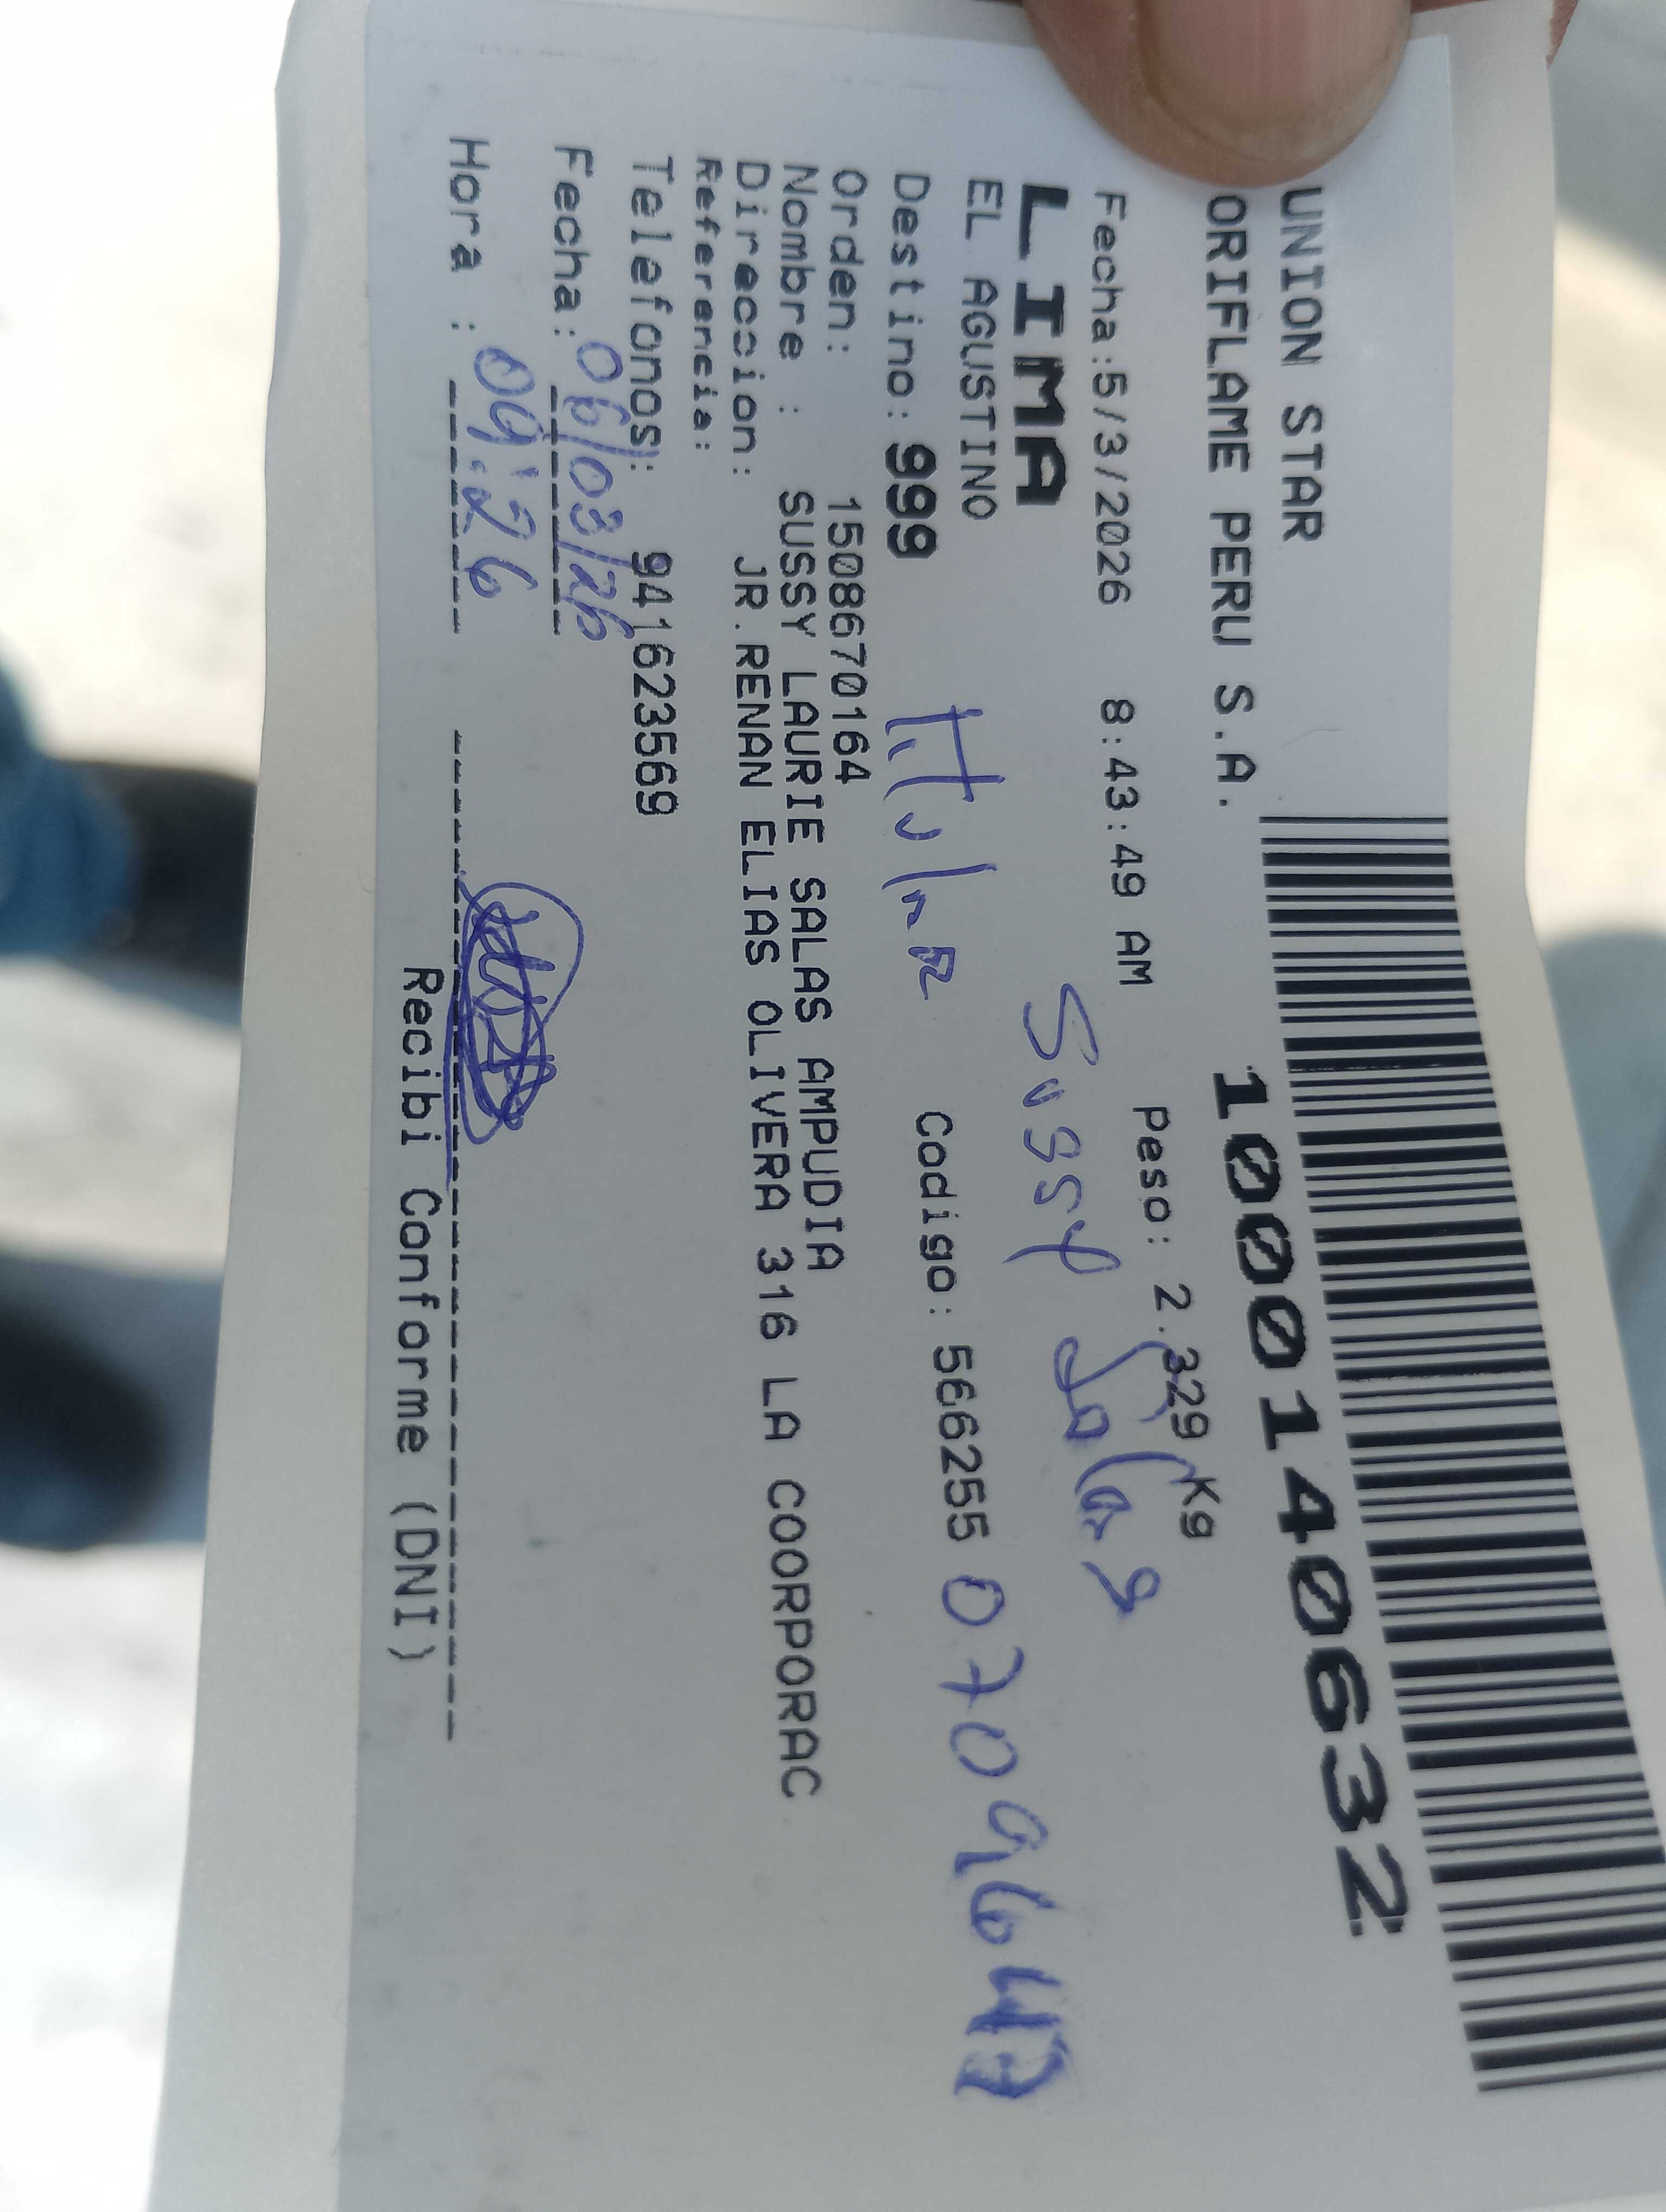 UNION STAR
ORIFLAME PERU S.A. 1000140632
Fecha:5/3/2026 8:43:49 AM Peso: 2.329 Kg
LIMA Sussy Salas
EL AGUSTINO
Destino: 999 Titular Codigo: 566255 070964
Orden: 1508670164
Nombre : SUSSY LAURIE SALAS AMPUDIA
Direccion: JR.RENAN ELIAS OLIVERA 316 LA COORPORAC
Referencia:
Telefonos: 941623569
Fecha: 06/03/26
Hora : 09:26
Recibi Conforme (DNI)